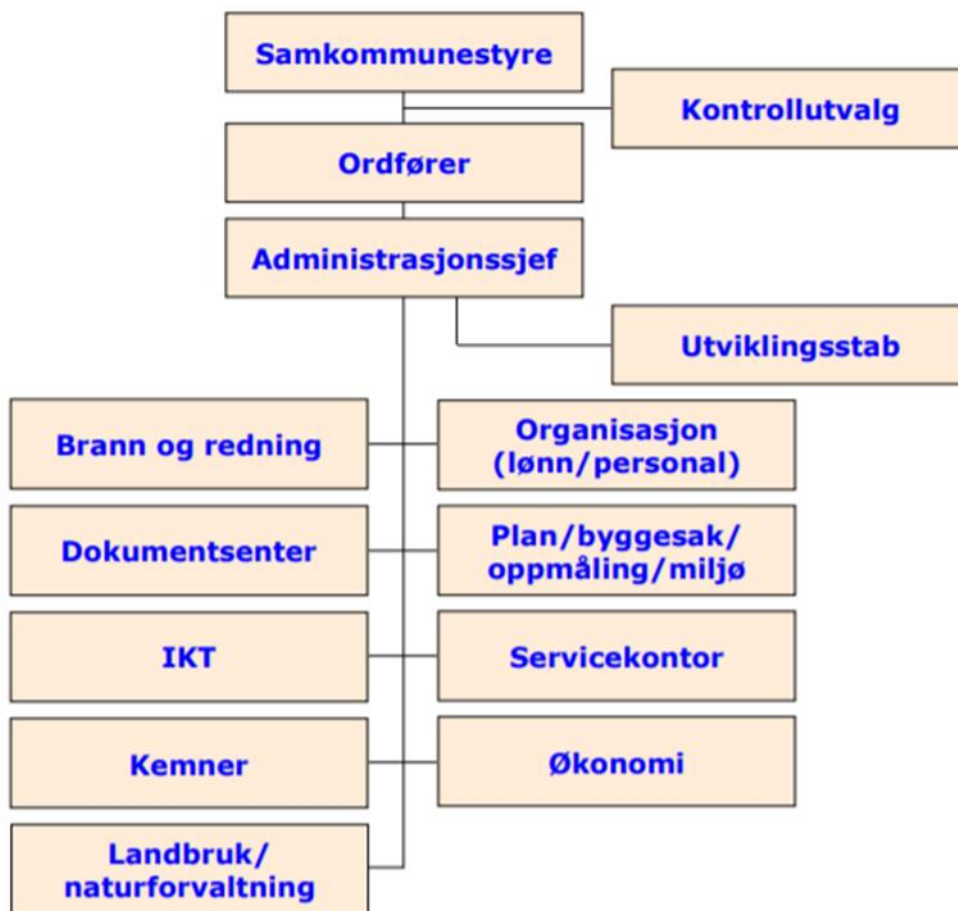 Samkommunestyre
Kontrollutvalg
Ordfører
Administrasjonssjef
Utviklingsstab
Brann og redning
Organisasjon
(lønn/personal)
Dokumentsenter
Plan/byggesak/
oppmåling/miljø
IKT
Servicekontor
Kemner
Økonomi
Landbruk/
naturforvaltning